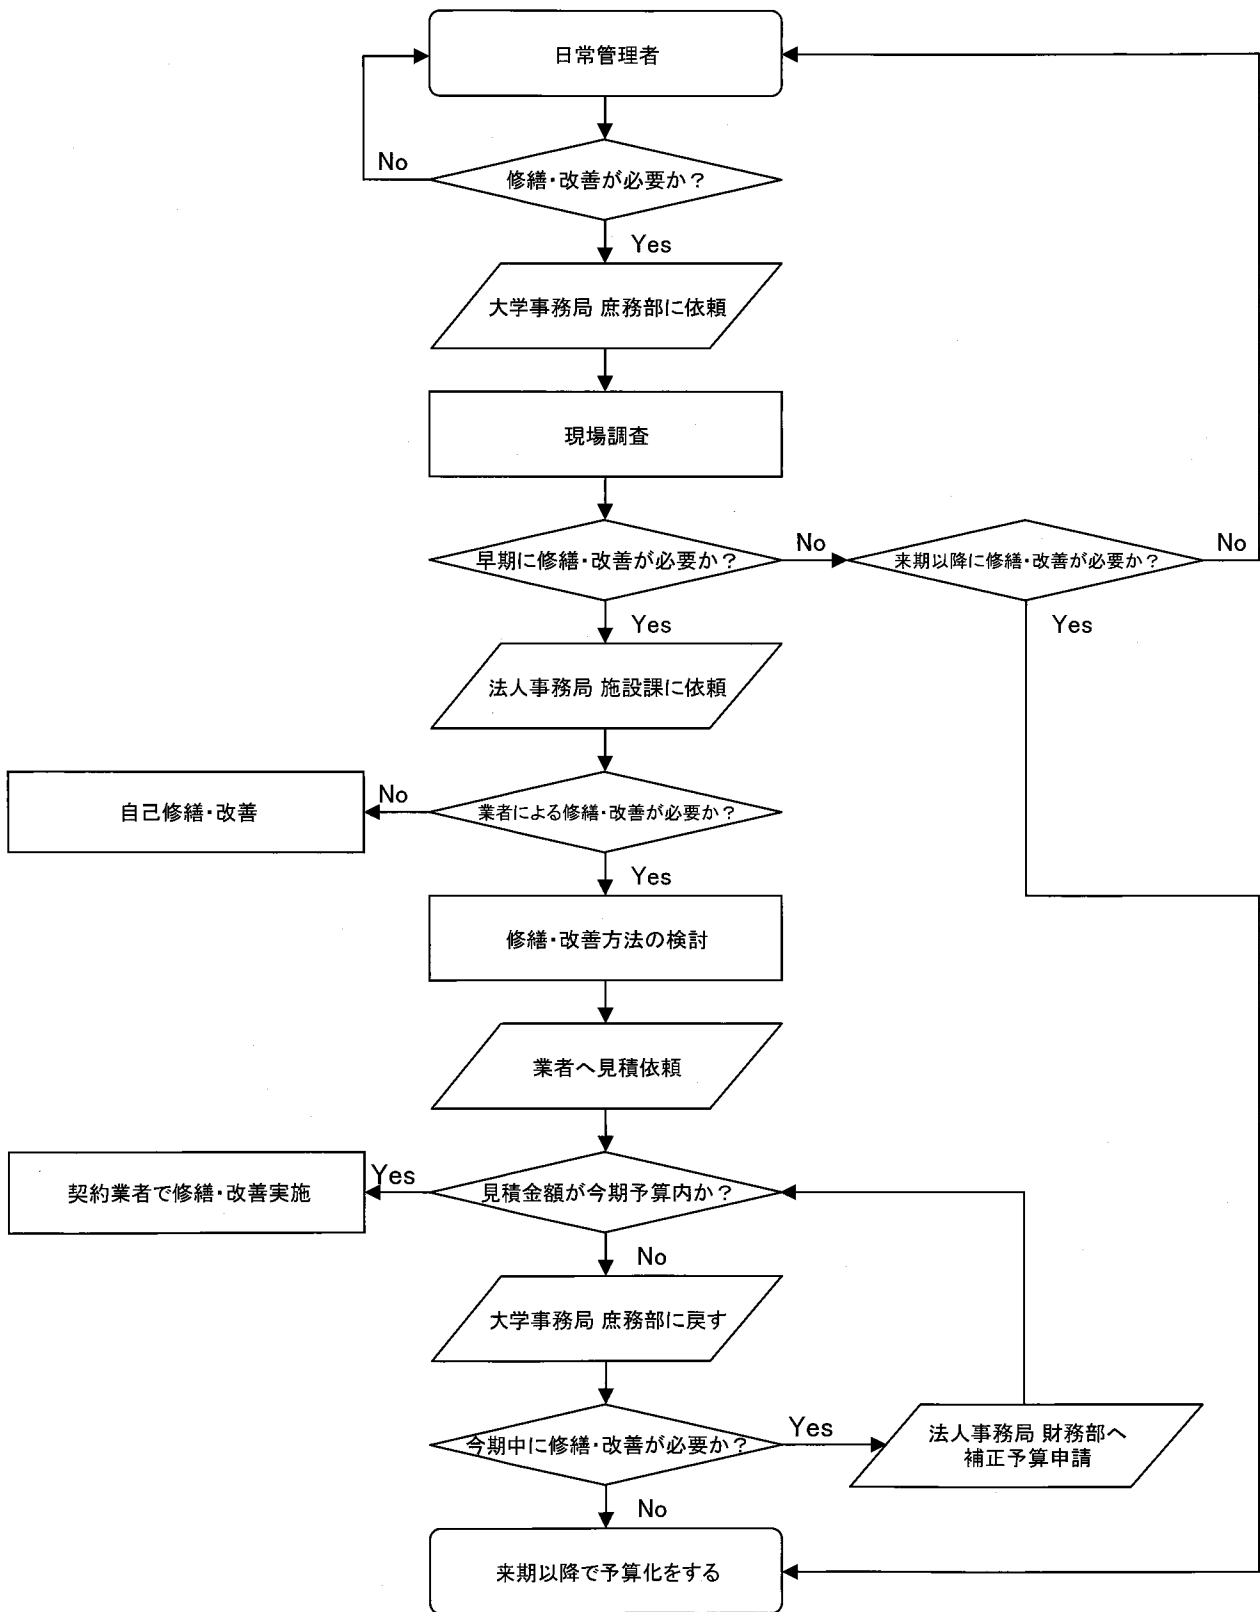 日常管理者
No
修繕・改善が必要か？
Yes
大学事務局 庶務部に依頼
現場調査
早期に修繕・改善が必要か？
No
来期以降に修繕・改善が必要か？
No
Yes
Yes
法人事務局 施設課に依頼
自己修繕・改善
No
業者による修繕・改善が必要か？
Yes
修繕・改善方法の検討
業者へ見積依頼
契約業者で修繕・改善実施
Yes
見積金額が今期予算内か？
No
大学事務局 庶務部に戻す
今期中に修繕・改善が必要か？
Yes
法人事務局 財務部へ
補正予算申請
No
来期以降で予算化をする